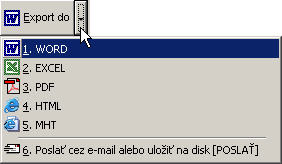 Export do
1. WORD
2. EXCEL
3. PDF
4. HTML
5. MHT
6. Poslať cez e-mail alebo uložiť na disk [POSLAŤ]